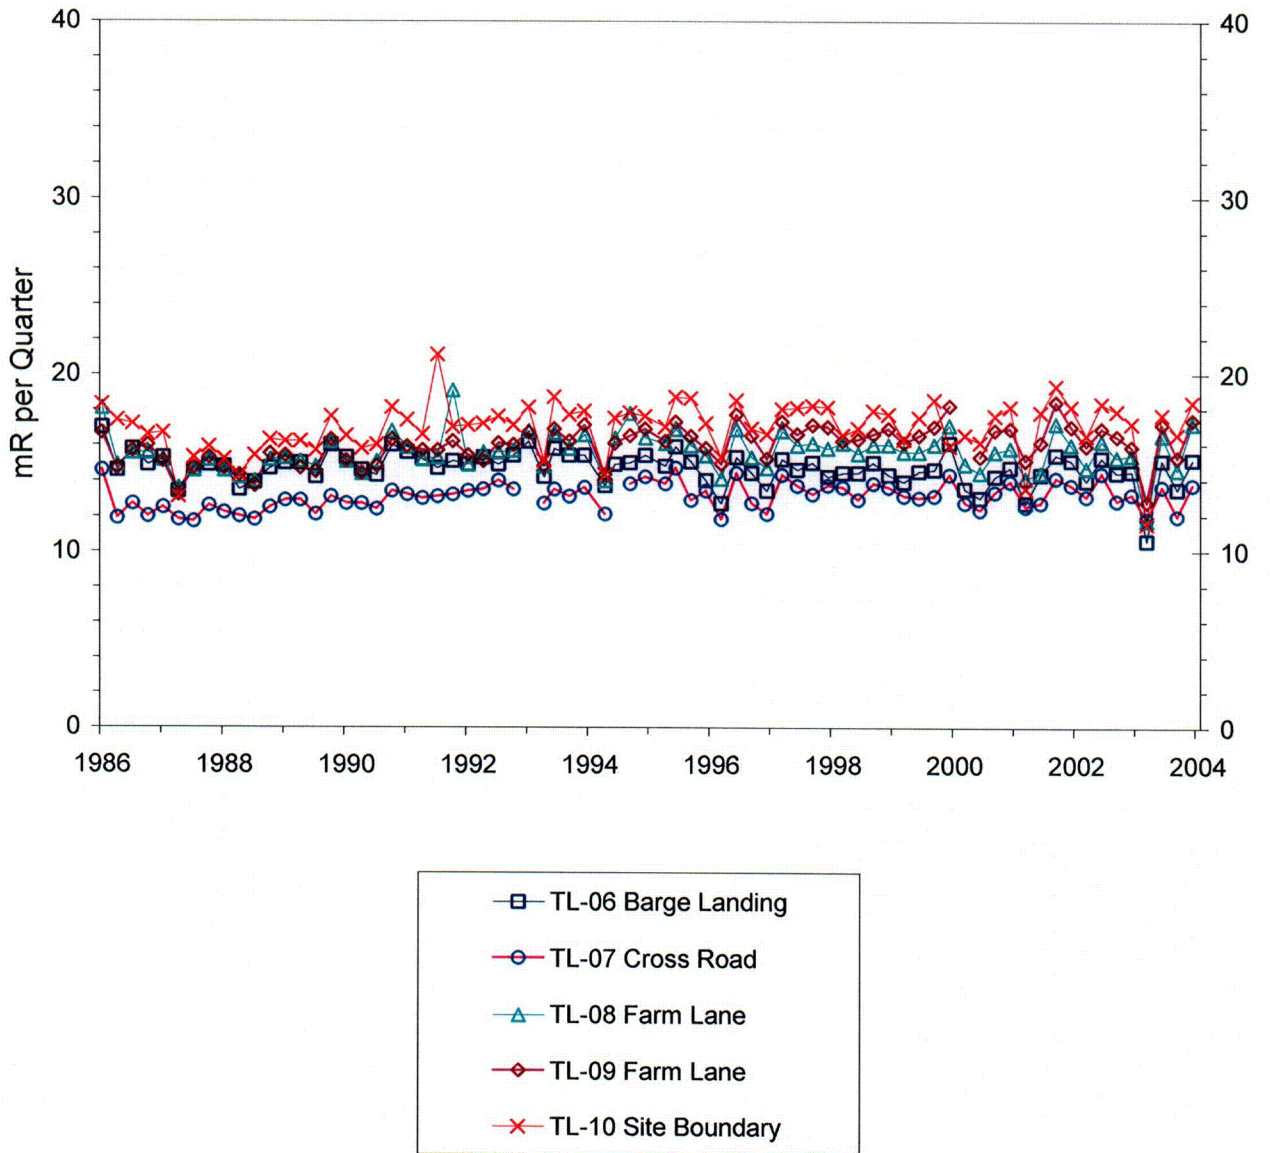 40
40
30
30
mR per Quarter
20
20
10
10
0
0
1986 1988 1990 1992 1994 1996 1998 2000 2002 2004
TL-06 Barge Landing
TL-07 Cross Road
TL-08 Farm Lane
TL-09 Farm Lane
TL-10 Site Boundary